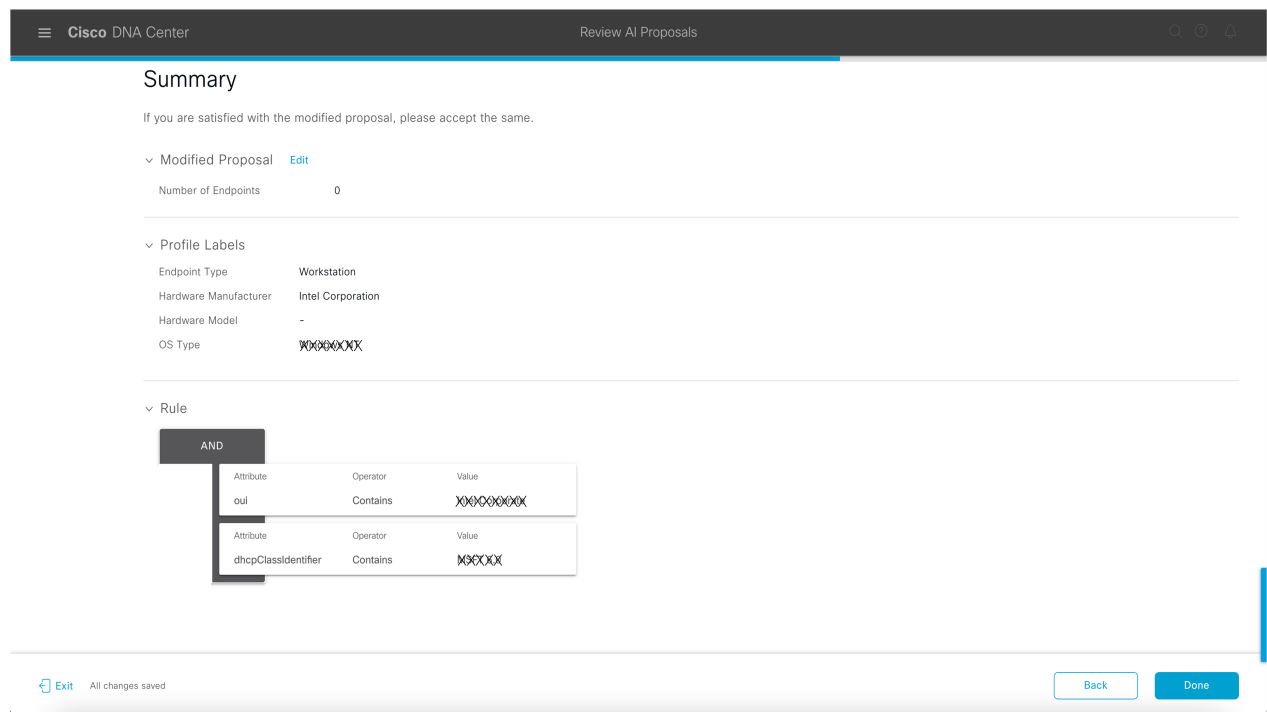 Cisco DNA Center
Review AI Proposals
Summary
If you are satisfied with the modified proposal, please accept the same.
Modified Proposal Edit
Number of Endpoints 0
Profile Labels
Endpoint Type Workstation
Hardware Manufacturer Intel Corporation
Hardware Model -
OS Type
Rule
AND
Attribute Operator Value
oui Contains
Attribute Operator Value
dhcpClassIdentifier Contains
Exit All changes saved Back Done